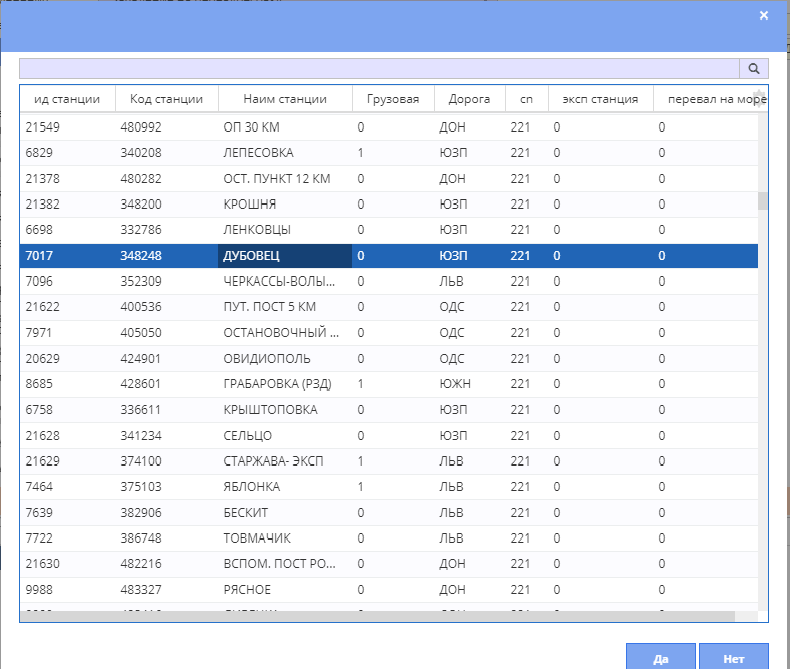 ×
ид станции Код станции Наим станции Грузовая Дорога сп эксп станция перевал на море
21549 480992 ОП 30 КМ 0 ДОН 221 0 0
6829 340208 ЛЕПЕСОВКА 1 ЮЗП 221 0 0
21378 480282 ОСТ. ПУНКТ 12 КМ 0 ДОН 221 0 0
21382 348200 КРОШНЯ 0 ЮЗП 221 0 0
6698 332786 ЛЕНКОВЦЫ 0 ЮЗП 221 0 0
7017 348248 ДУБОВЕЦ 0 ЮЗП 221 0 0
7096 352309 ЧЕРКАССЫ-ВОЛЫ... 0 ЛЬВ 221 0 0
21622 400536 ПУТ. ПОСТ 5 КМ 0 ОДС 221 0 0
7971 405050 ОСТАНОВОЧНЫЙ ... 0 ОДС 221 0 0
20629 424901 ОВИДИОПОЛЬ 0 ОДС 221 0 0
8685 428601 ГРАБАРОВКА (РЗД) 1 ЮЖН 221 0 0
6758 336611 КРЫШТОПОВКА 0 ЮЗП 221 0 0
21628 341234 СЕЛЬЦО 0 ЮЗП 221 0 0
21629 374100 СТАРЖАВА- ЭКСП 1 ЛЬВ 221 0 0
7464 375103 ЯБЛОНКА 1 ЛЬВ 221 0 0
7639 382906 БЕСКИТ 0 ЛЬВ 221 0 0
7722 386748 ТОВМАЧИК 0 ЛЬВ 221 0 0
21630 482216 ВСПОМ. ПОСТ РО... 0 ДОН 221 0 0
9988 483327 РЯСНОЕ 0 ДОН 221 0 0
Да Нет